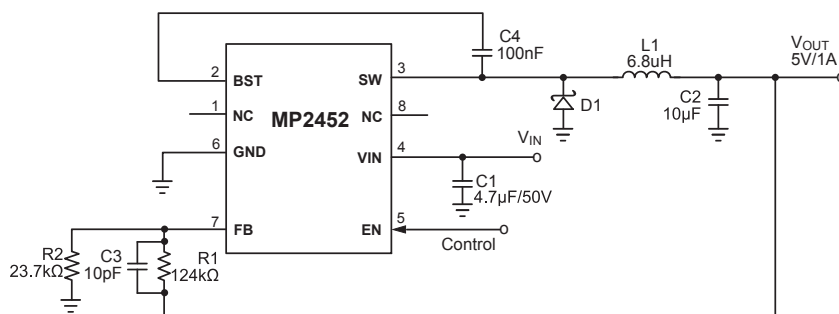 C4
100nF
L1
6.8uH
VOUT
5V/1A
2
BST
SW
3
1
NC
MP2452
NC
8
D1
C2
10µF
6
GND
VIN
4
VIN
C1
4.7µF/50V
7
FB
EN
5
Control
R2
23.7kΩ
C3
10pF
R1
124kΩ